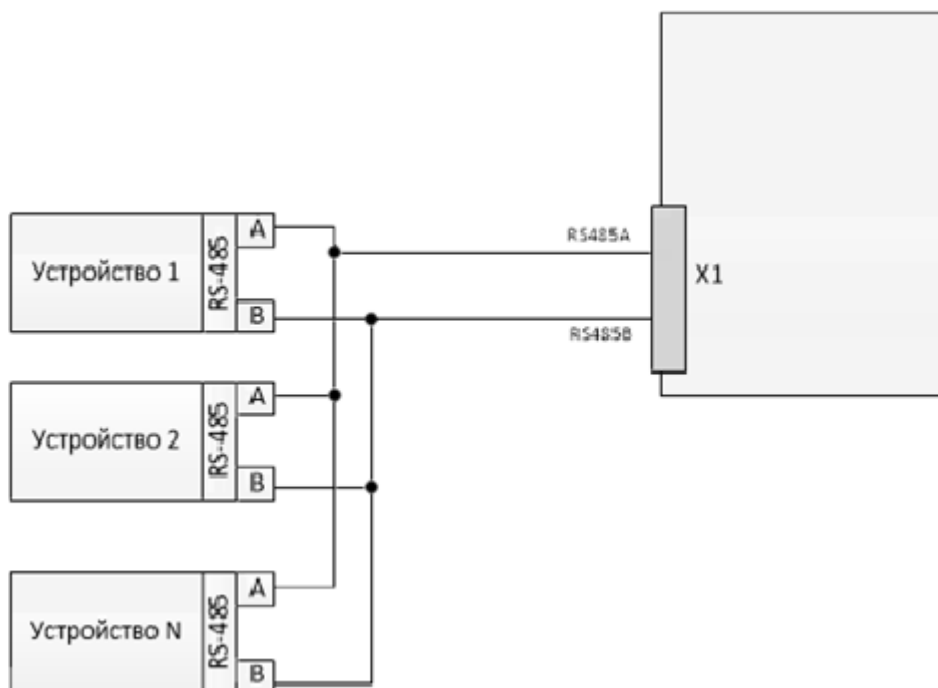 RS485A
X1
RS485B
Устройство 1
RS-485
A
B
Устройство 2
RS-485
A
B
Устройство N
RS-485
A
B